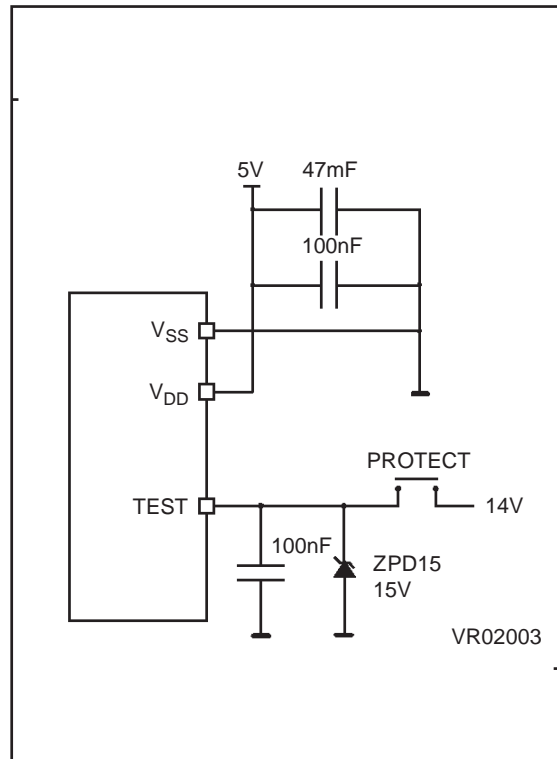 5V 47mF
100nF
VSS
VDD
PROTECT
TEST 14V
100nF ZPD15
15V
VR02003